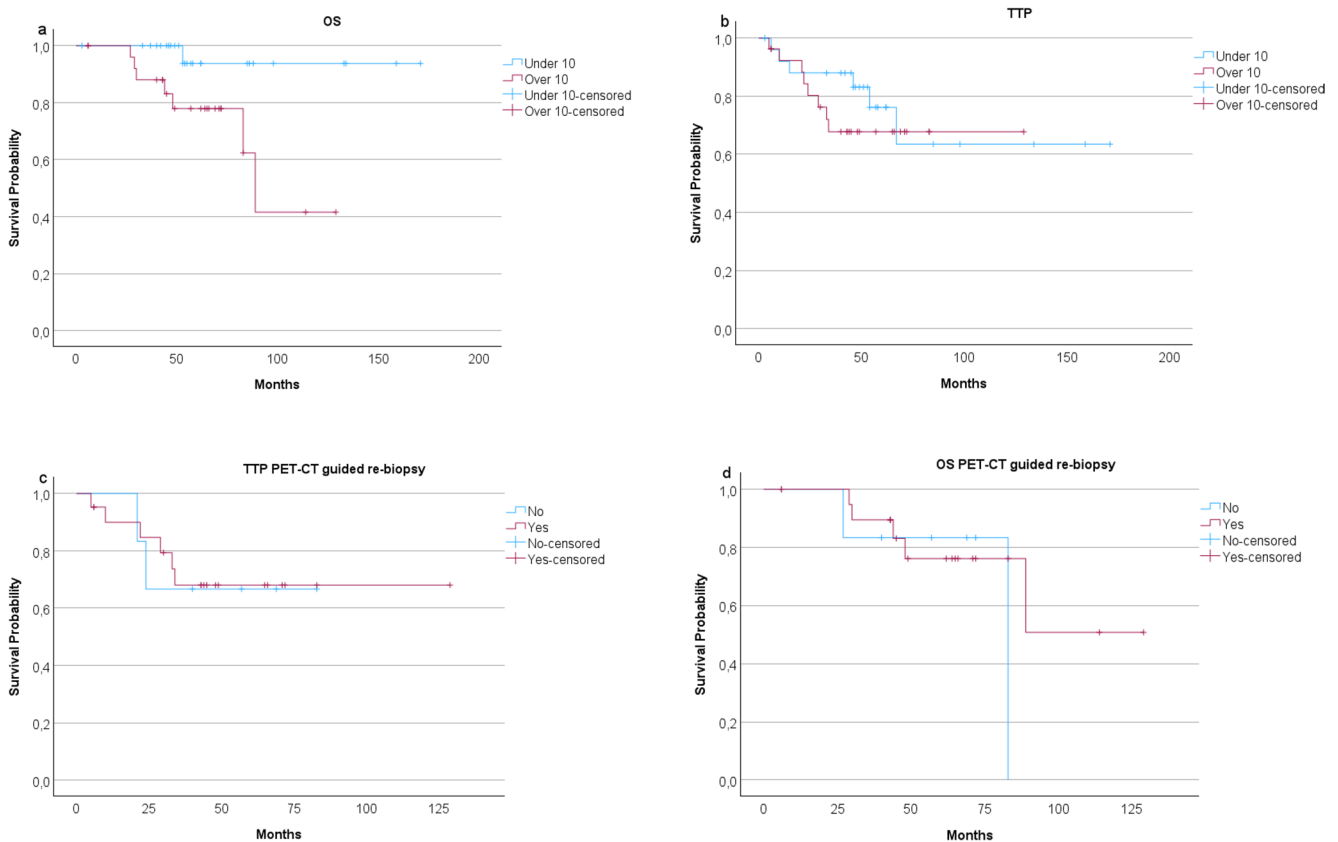 a
OS
1,0
0,8
0,6
0,4
0,2
0,0
Survival Probability
0 50 100 150 200
Months
Under 10
Over 10
Under 10-censored
Over 10-censored
b
TTP
1,0
0,8
0,6
0,4
0,2
0,0
Survival Probability
0 50 100 150 200
Months
Under 10
Over 10
Under 10-censored
Over 10-censored
c
TTP PET-CT guided re-biopsy
1,0
0,8
0,6
0,4
0,2
0,0
Survival Probability
0 25 50 75 100 125
Months
No
Yes
No-censored
Yes-censored
d
OS PET-CT guided re-biopsy
1,0
0,8
0,6
0,4
0,2
0,0
Survival Probability
0 25 50 75 100 125
Months
No
Yes
No-censored
Yes-censored